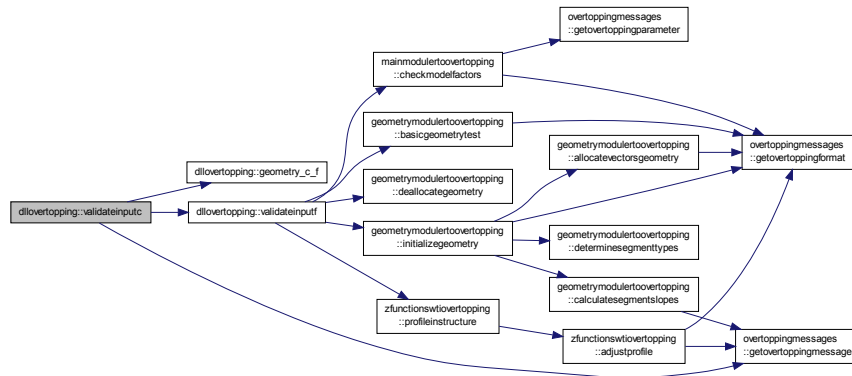 overtoppingmessages
::getovertoppingparameter
mainmodulertoovertopping
::checkmodelfactors
geometrymodulertoovertopping
::basicgeometrytest
geometrymodulertoovertopping
::allocatevectorsgeometry
overtoppingmessages
::getovertoppingformat
dllovertopping::geometry_c_f
geometrymodulertoovertopping
::deallocategeometry
dllovertopping::validateinputc
dllovertopping::validateinputf
geometrymodulertoovertopping
::initializegeometry
geometrymodulertoovertopping
::determinesegmenttypes
geometrymodulertoovertopping
::calculatesegmentslopes
zfunctionswtiovertopping
::profileinstructure
zfunctionswtiovertopping
::adjustprofile
overtoppingmessages
::getovertoppingmessage